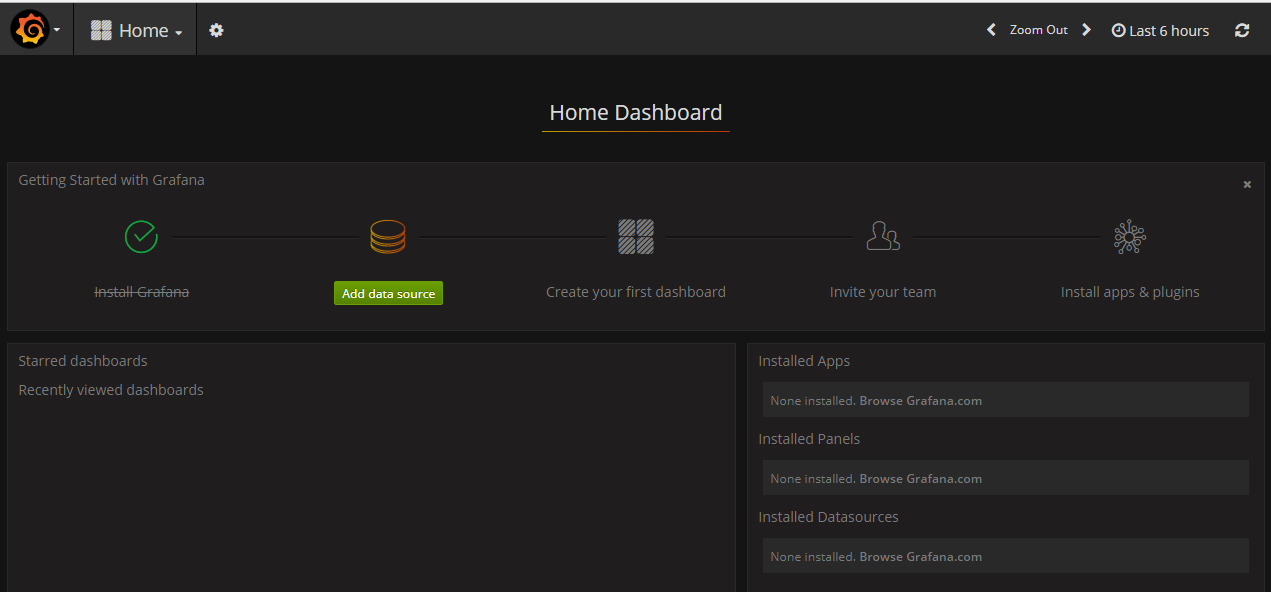 Home
Zoom Out
Last 6 hours
Home Dashboard
Getting Started with Grafana
Install Grafana
Add data source
Create your first dashboard
Invite your team
Install apps & plugins
Starred dashboards
Recently viewed dashboards
Installed Apps
None installed. Browse Grafana.com
Installed Panels
None installed. Browse Grafana.com
Installed Datasources
None installed. Browse Grafana.com